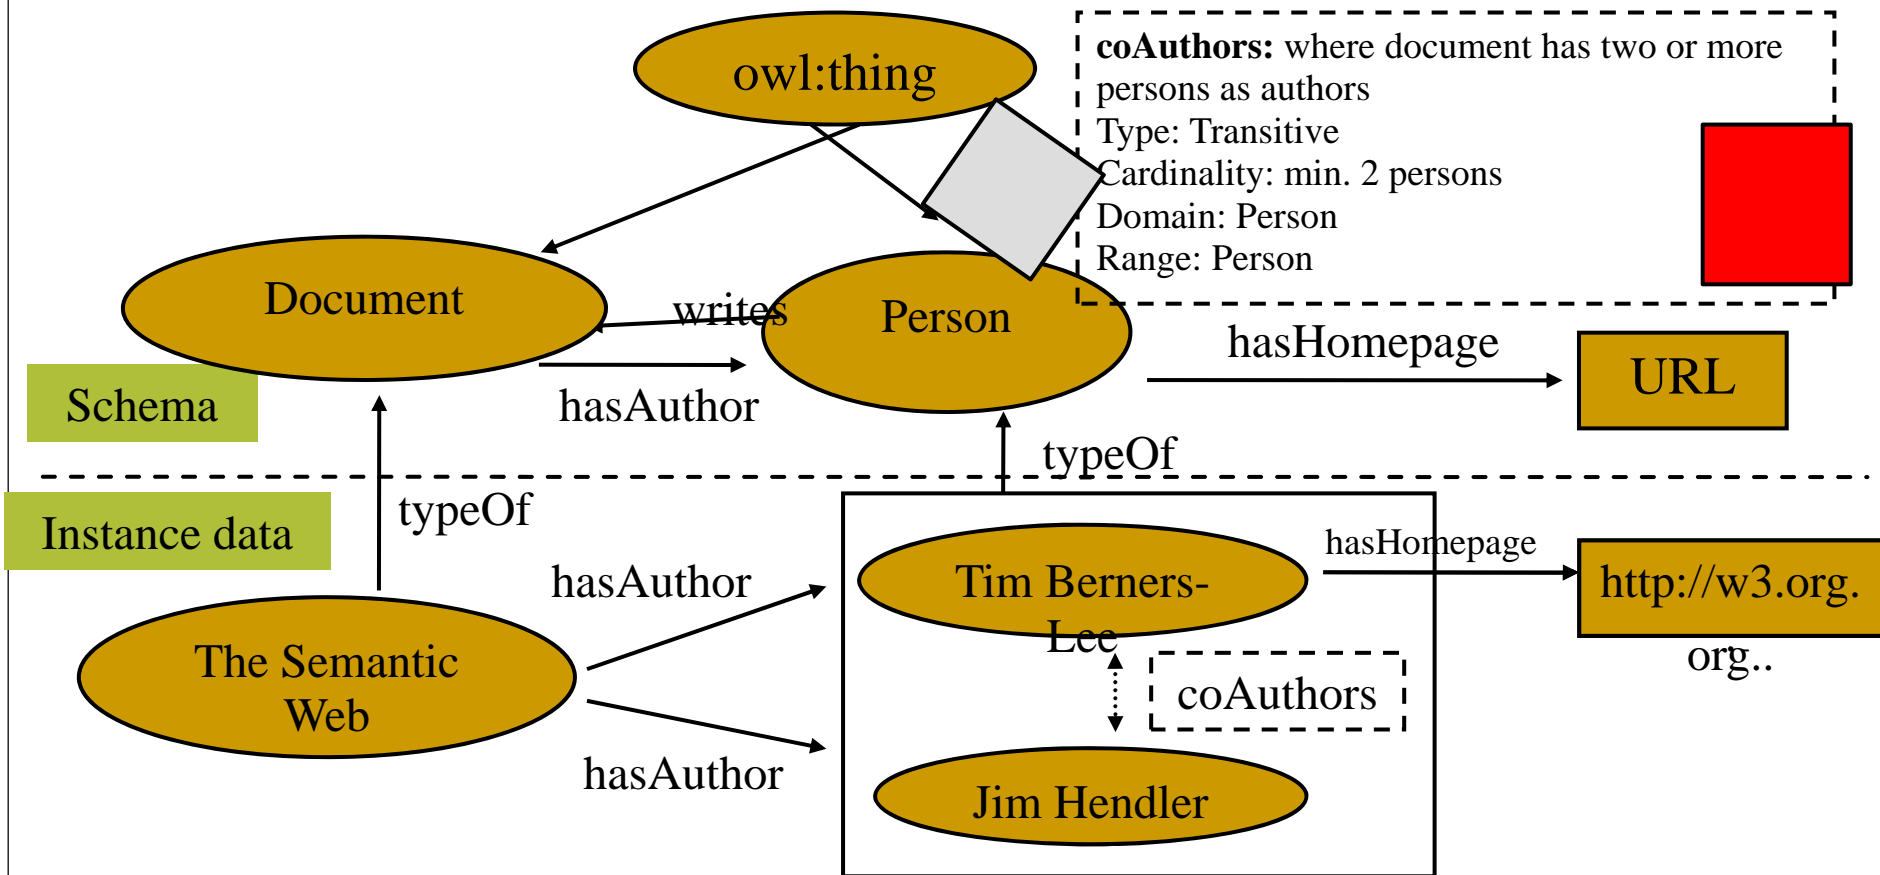 owl:thing
coAuthors: where document has two or more
persons as authors
Type: Transitive
Cardinality: min. 2 persons
Domain: Person
Range: Person
Document
writes
Person
hasHomepage
URL
Schema
hasAuthor
typeOf
typeOf
Instance data
hasAuthor
Tim Berners-
Lee
hasHomepage
http://w3.org.
org..
The Semantic
Web
coAuthors
hasAuthor
Jim Hendler